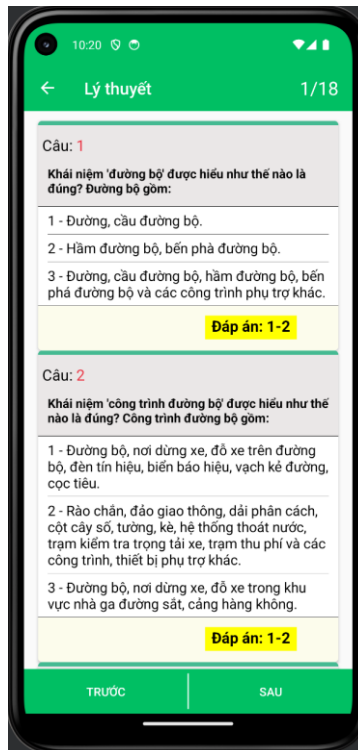 10:20
Lý thuyết 1/18
Câu: 1
Khái niệm 'đường bộ' được hiểu như thế nào là
đúng? Đường bộ gồm:
1 - Đường, cầu đường bộ.
2 - Hầm đường bộ, bến phà đường bộ.
3 - Đường, cầu đường bộ, hầm đường bộ, bến
phá đường bộ và các công trình phụ trợ khác.
Đáp án: 1-2
Câu: 2
Khái niệm 'công trình đường bộ' được hiểu như thế
nào là đúng? Công trình đường bộ gồm:
1 - Đường bộ, nơi dừng xe, đỗ xe trên đường
bộ, đèn tín hiệu, biển báo hiệu, vạch kẻ đường,
cọc tiêu.
2 - Rào chắn, đảo giao thông, dải phân cách,
cột cây số, tường, kè, hệ thống thoát nước,
trạm kiểm tra trọng tải xe, trạm thu phí và các
công trình, thiết bị phụ trợ khác.
3 - Đường bộ, nơi dừng xe, đỗ xe trong khu
vực nhà ga đường sắt, cảng hàng không.
Đáp án: 1-2
TRƯỚC SAU